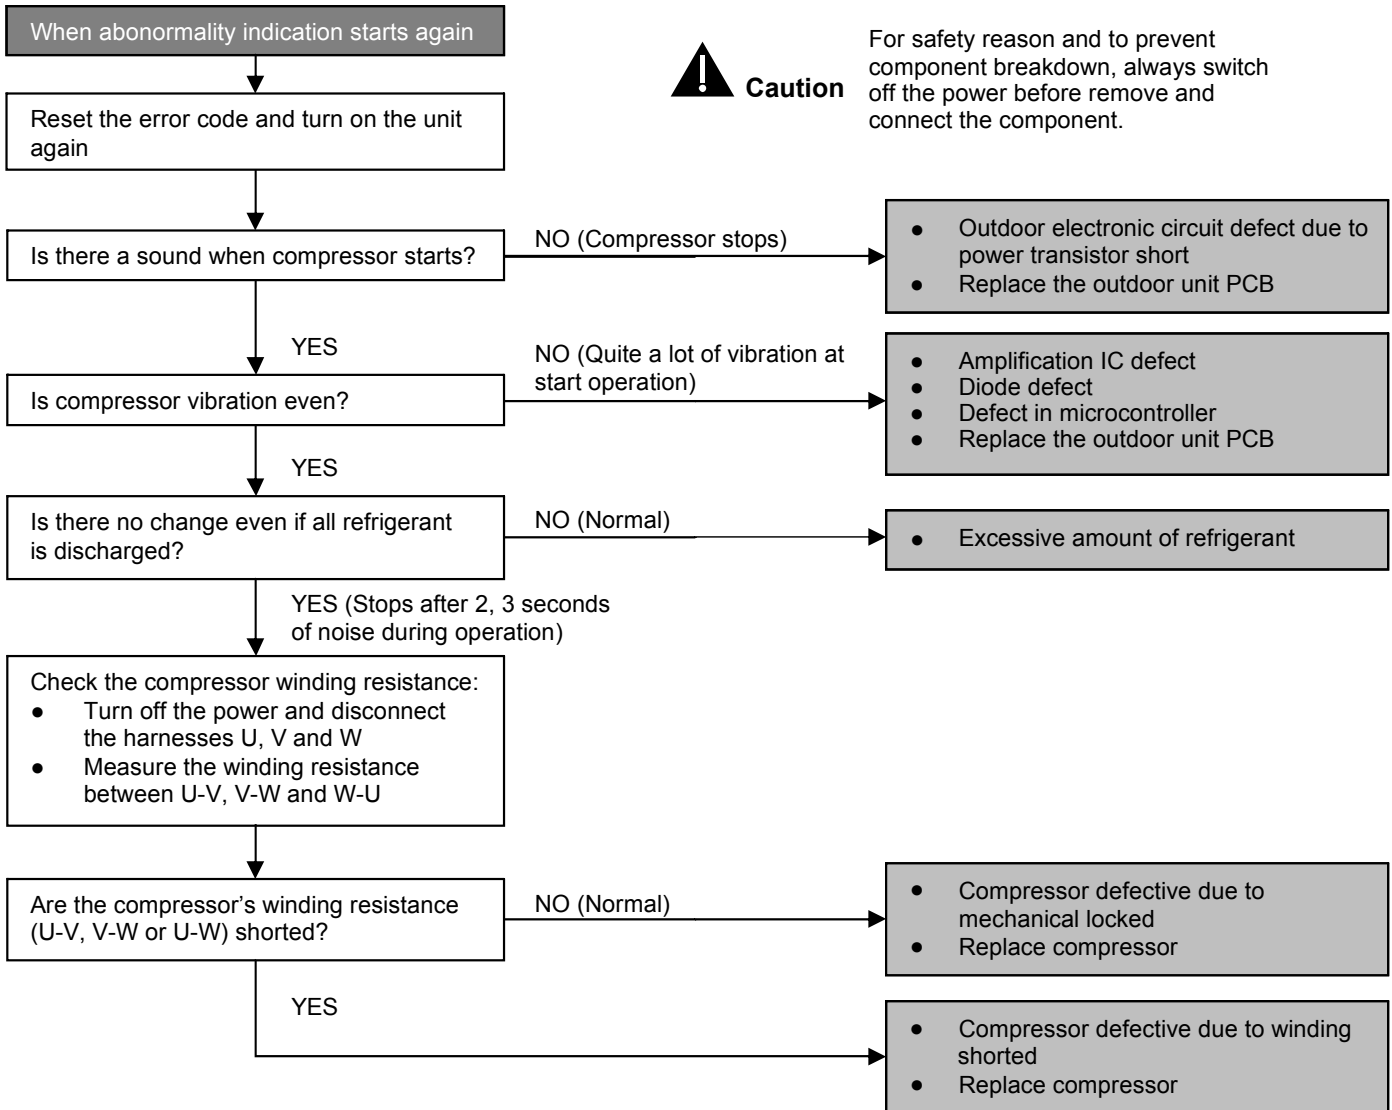 When abonormality indication starts again
For safety reason and to prevent
component breakdown, always switch
off the power before remove and
connect the component.
Caution
Reset the error code and turn on the unit
again
Is there a sound when compressor starts?
NO (Compressor stops)
● Outdoor electronic circuit defect due to
power transistor short
● Replace the outdoor unit PCB
YES
Is compressor vibration even?
NO (Quite a lot of vibration at
start operation)
● Amplification IC defect
● Diode defect
● Defect in microcontroller
● Replace the outdoor unit PCB
YES
Is there no change even if all refrigerant
is discharged?
NO (Normal)
● Excessive amount of refrigerant
YES (Stops after 2, 3 seconds
of noise during operation)
Check the compressor winding resistance:
● Turn off the power and disconnect
the harnesses U, V and W
● Measure the winding resistance
between U-V, V-W and W-U
Are the compressor’s winding resistance
(U-V, V-W or U-W) shorted?
NO (Normal)
● Compressor defective due to
mechanical locked
● Replace compressor
YES
● Compressor defective due to winding
shorted
● Replace compressor